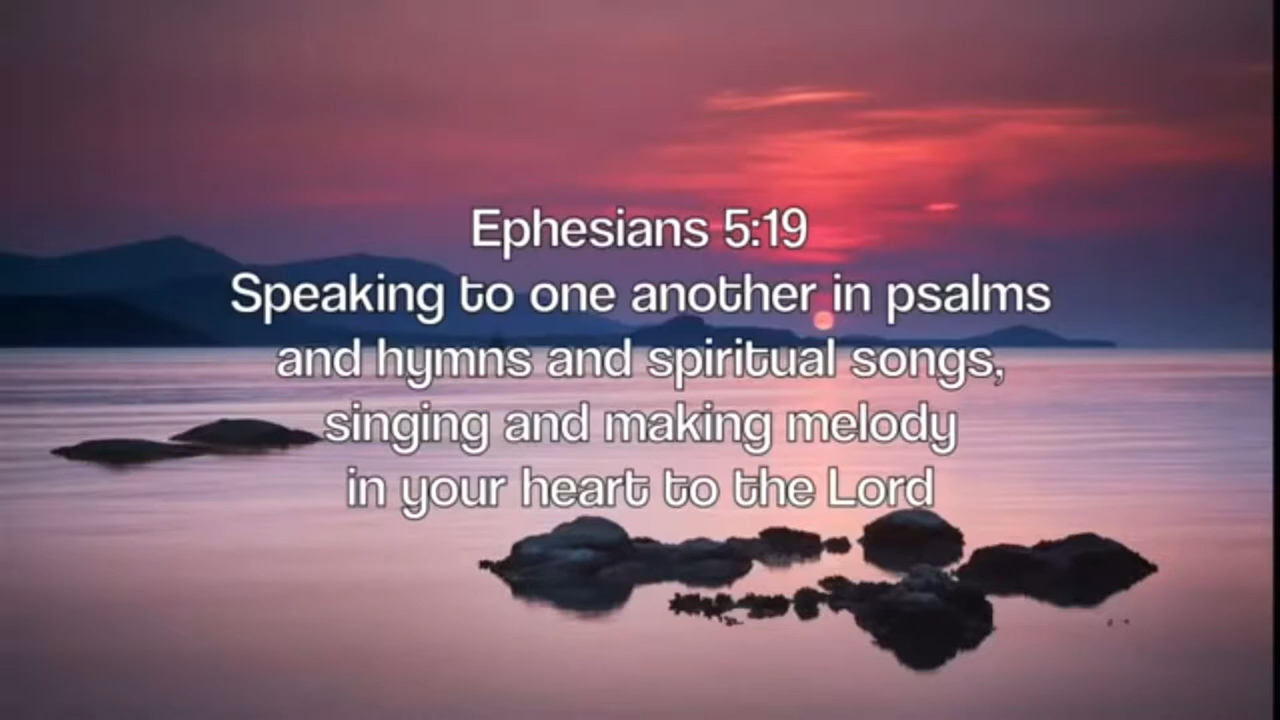 Ephesians 5:19
Speaking to one another in psalms
and hymns and spiritual songs,
singing and making melody
in your heart to the Lord